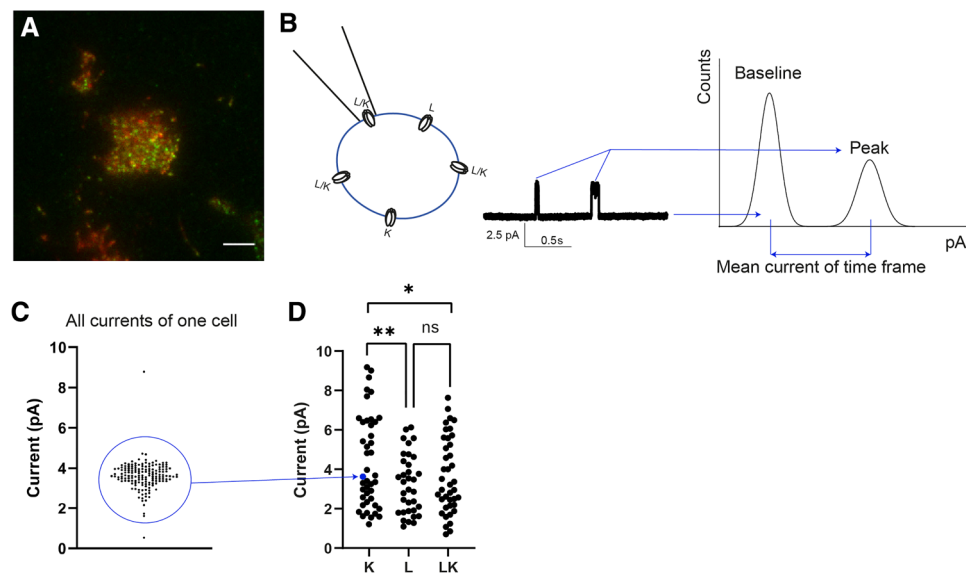 A
B
L/K
L
L/K
L/K
K
2.5 pA
0.5s
Counts
Baseline
Peak
pA
Mean current of time frame
C
All currents of one cell
Current (pA)
10
8
6
4
2
0
D
*
**
ns
Current (pA)
10
8
6
4
2
0
K
L
LK